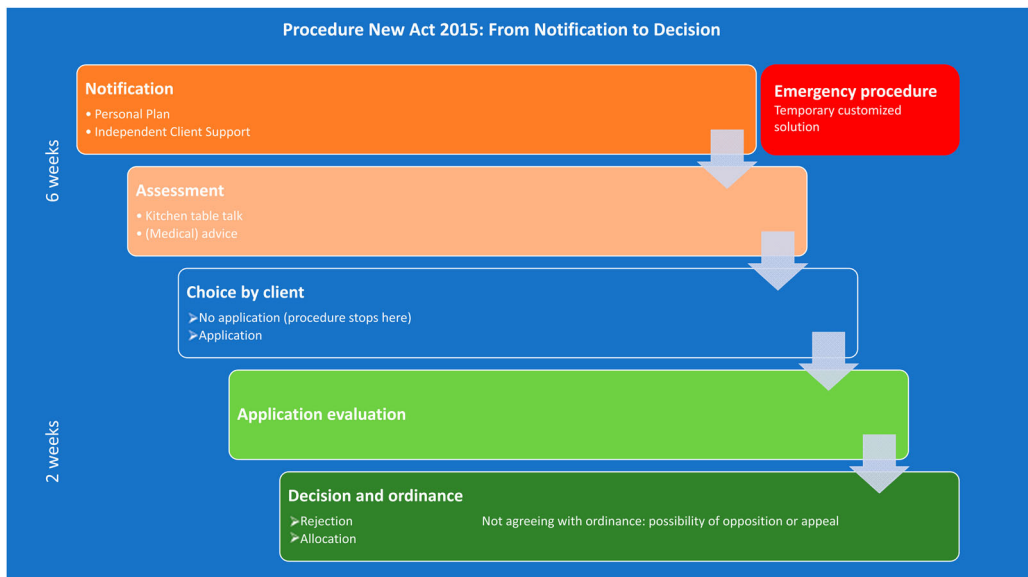 Procedure New Act 2015: From Notification to Decision
6 weeks
Notification
• Personal Plan
• Independent Client Support
Emergency procedure
Temporary customized
solution
Assessment
• Kitchen table talk
• (Medical) advice
Choice by client
➢No application (procedure stops here)
➢Application
2 weeks
Application evaluation
Decision and ordinance
➢Rejection
Not agreeing with ordinance: possibility of opposition or appeal
➢Allocation